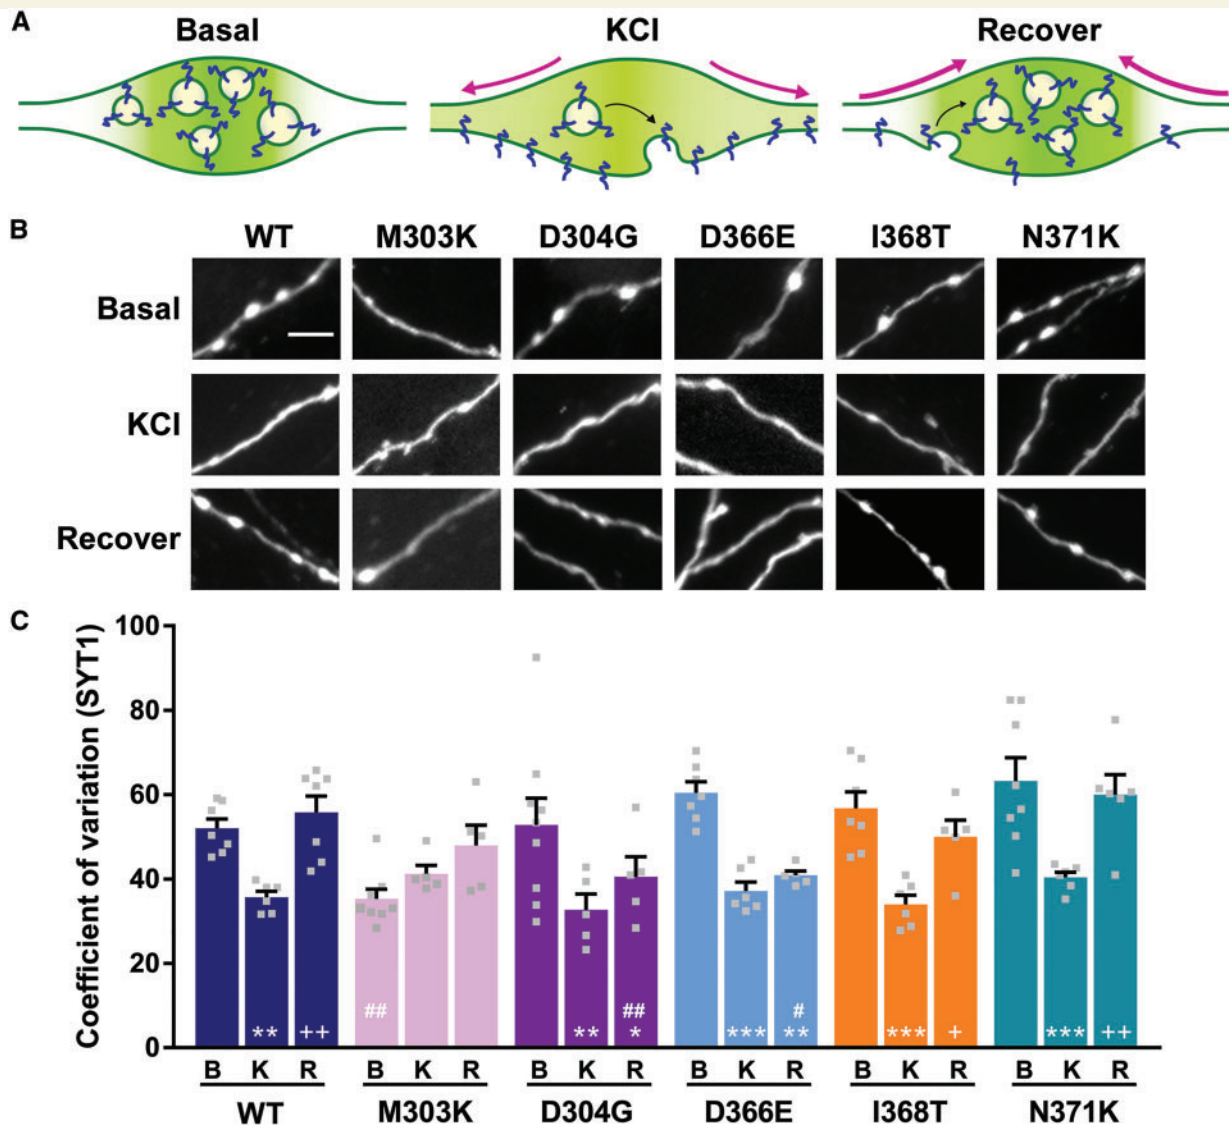 A
Basal KCl Recover
B
WT M303K D304G D366E I368T N371K
Basal
KCl
Recover
C
Coefficient of variation (SYT1)
100
80
60
40
20
0
## ## #
** ++ ** * *** ** *** + *** ++
B K R B K R B K R B K R B K R B K R
WT M303K D304G D366E I368T N371K